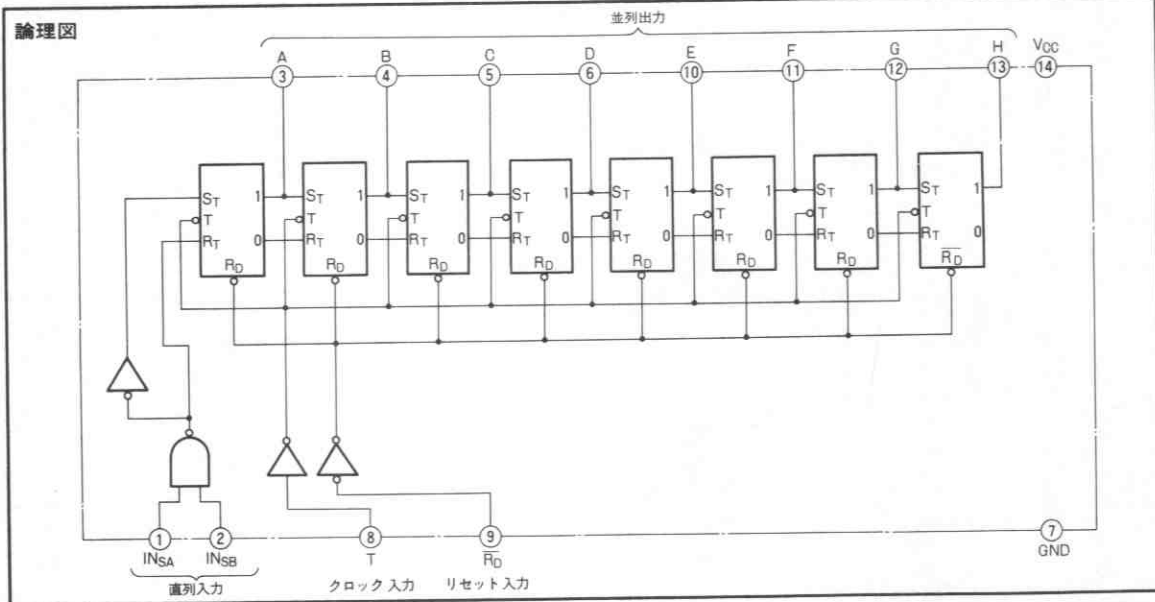 論理図
並列出力
A B C D E F G H VCC
3 4 5 6 10 11 12 13 14
ST 1 ST 1 ST 1 ST 1 ST 1 ST 1 ST 1 ST 1
T T T T T T T T
RT 0 RT 0 RT 0 RT 0 RT 0 RT 0 RT 0 RT 0
RD RD RD RD RD RD RD R̅D̅
1 2 8 9 7
INSA INSB T R̅D̅ GND
直列入力 クロック入力 リセット入力